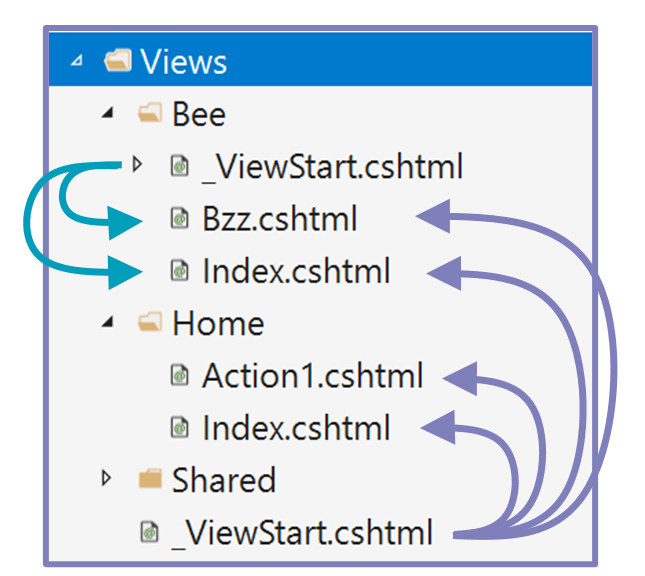 Views
Bee
_ViewStart.cshtml
Bzz.cshtml
Index.cshtml
Home
Action1.cshtml
Index.cshtml
Shared
_ViewStart.cshtml